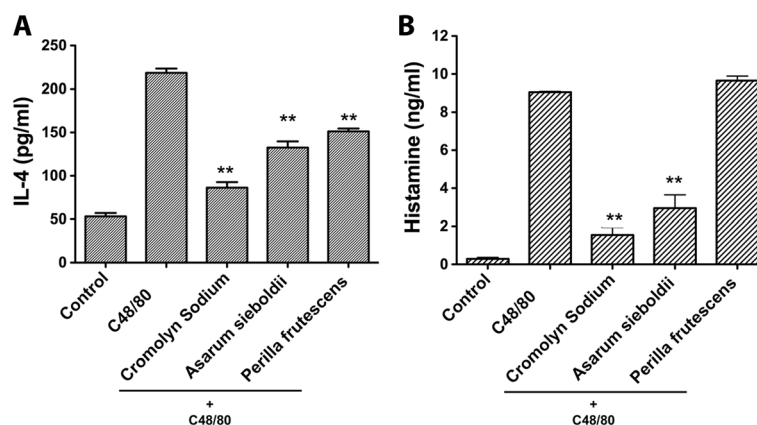 A
IL-4 (pg/ml)
250
200
150
100
50
0
**
**
**
Control
C48/80
Cromolyn Sodium
Asarum sieboldii
Perilla frutescens
+
C48/80
B
Histamine (ng/ml)
12
10
8
6
4
2
0
**
**
Control
C48/80
Cromolyn Sodium
Asarum sieboldii
Perilla frutescens
+
C48/80